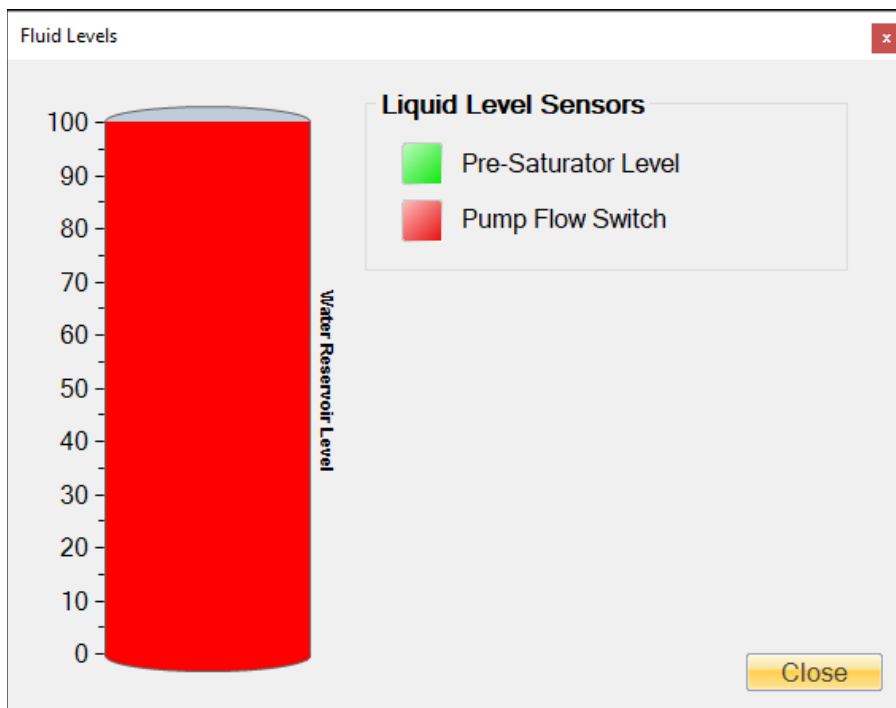 Fluid Levels
x
Liquid Level Sensors
100
Pre-Saturator Level
90
Pump Flow Switch
80
70
Water Reservoir Level
60
50
40
30
20
10
0
Close